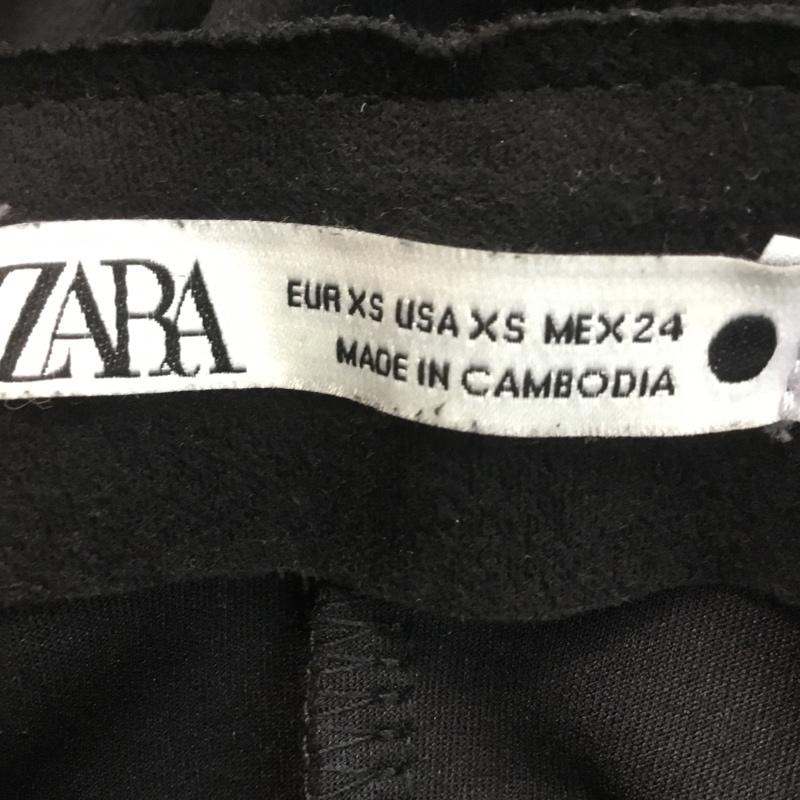 ZARA
EUR XS USA XS MEX 24
MADE IN CAMBODIA